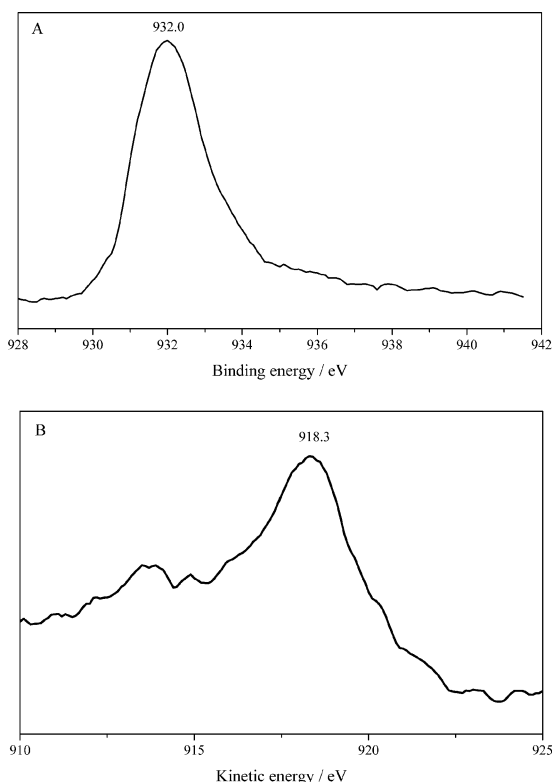 A
932.0
928 930 932 934 936 938 940 942
Binding energy / eV
B
918.3
910 915 920 925
Kinetic energy / eV